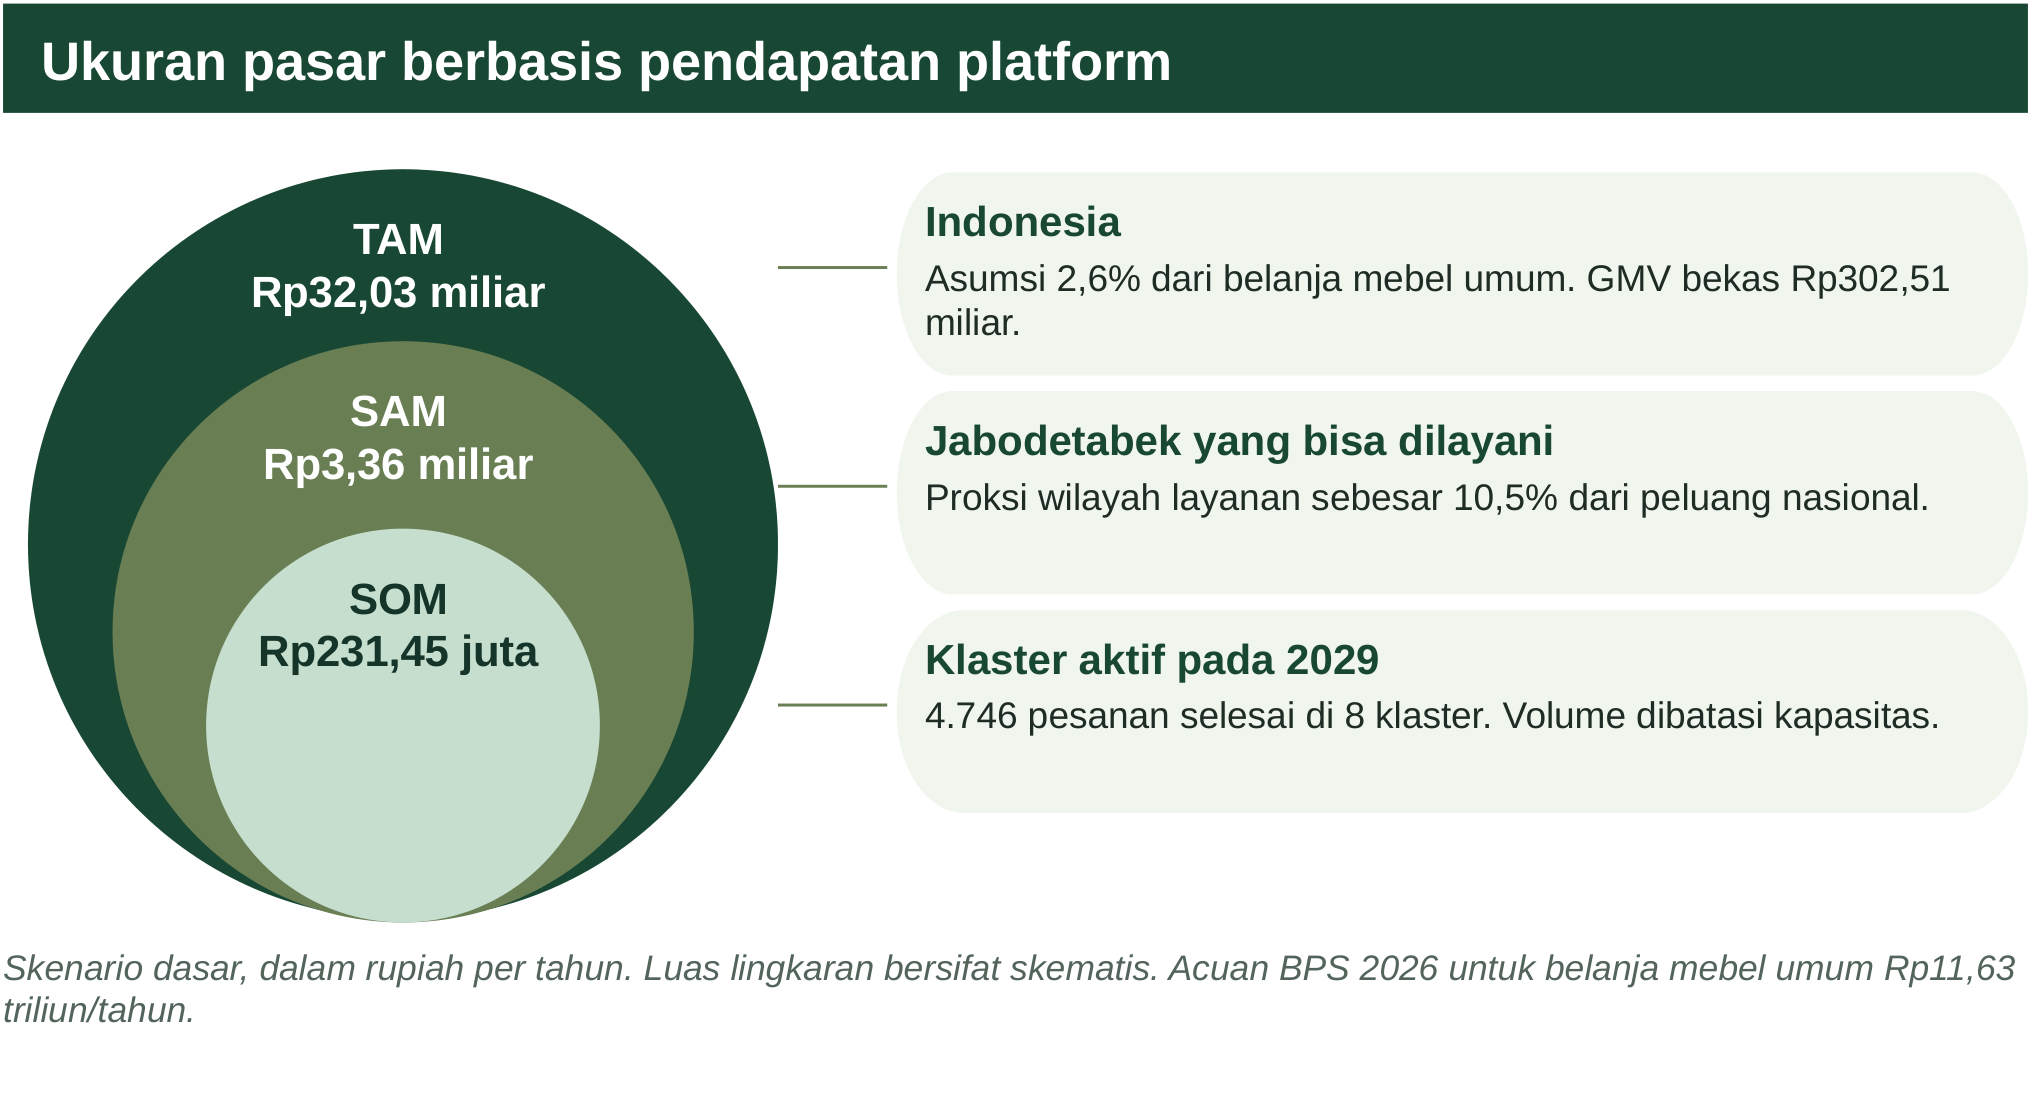 Ukuran pasar berbasis pendapatan platform
TAM
Rp32,03 miliar
SAM
Rp3,36 miliar
SOM
Rp231,45 juta
Indonesia
Asumsi 2,6% dari belanja mebel umum. GMV bekas Rp302,51
miliar.
Jabodetabek yang bisa dilayani
Proksi wilayah layanan sebesar 10,5% dari peluang nasional.
Klaster aktif pada 2029
4.746 pesanan selesai di 8 klaster. Volume dibatasi kapasitas.
Skenario dasar, dalam rupiah per tahun. Luas lingkaran bersifat skematis. Acuan BPS 2026 untuk belanja mebel umum Rp11,63
triliun/tahun.